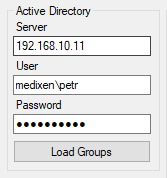 Active Directory
Server
192.168.10.11
User
medixen\petr
Password
●●●●●●●●●●
Load Groups